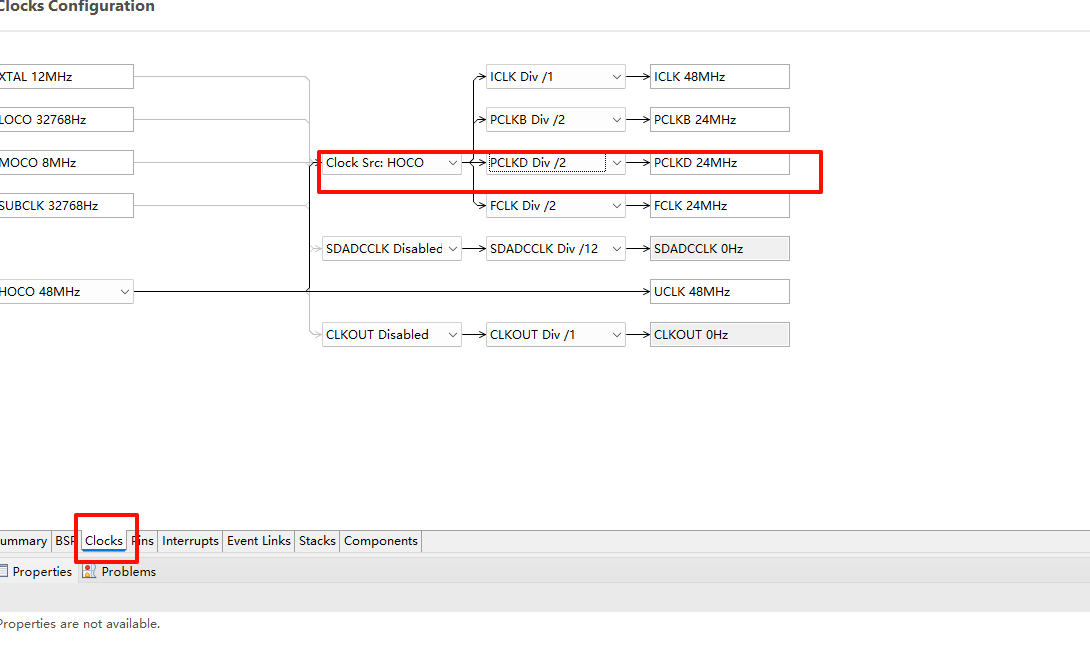 Clocks Configuration
XTAL 12MHz
ICLK Div /1
ICLK 48MHz
LOCO 32768Hz
PCLKB Div /2
PCLKB 24MHz
MOCO 8MHz
Clock Src: HOCO
PCLKD Div /2
PCLKD 24MHz
SUBCLK 32768Hz
FCLK Div /2
FCLK 24MHz
SDADCCLK Disabled
SDADCCLK Div /12
SDADCCLK 0Hz
HOCO 48MHz
UCLK 48MHz
CLKOUT Disabled
CLKOUT Div /1
CLKOUT 0Hz
ummary BSP Clocks Pins Interrupts Event Links Stacks Components
Properties Problems
Properties are not available.